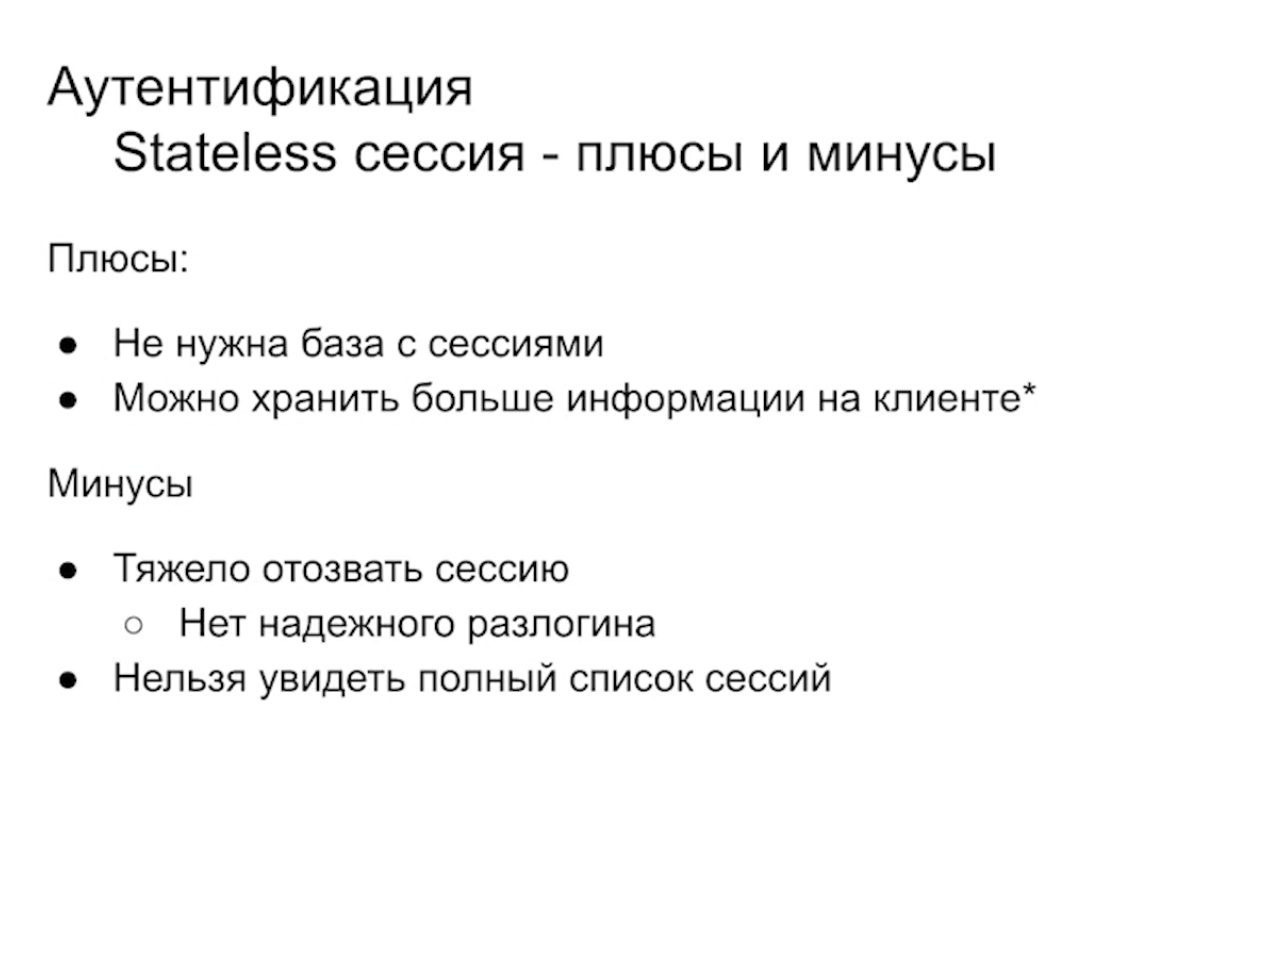 Аутентификация
Stateless сессия - плюсы и минусы
Плюсы:
● Не нужна база с сессиями
● Можно хранить больше информации на клиенте*
Минусы
● Тяжело отозвать сессию
○ Нет надежного разлогина
● Нельзя увидеть полный список сессий